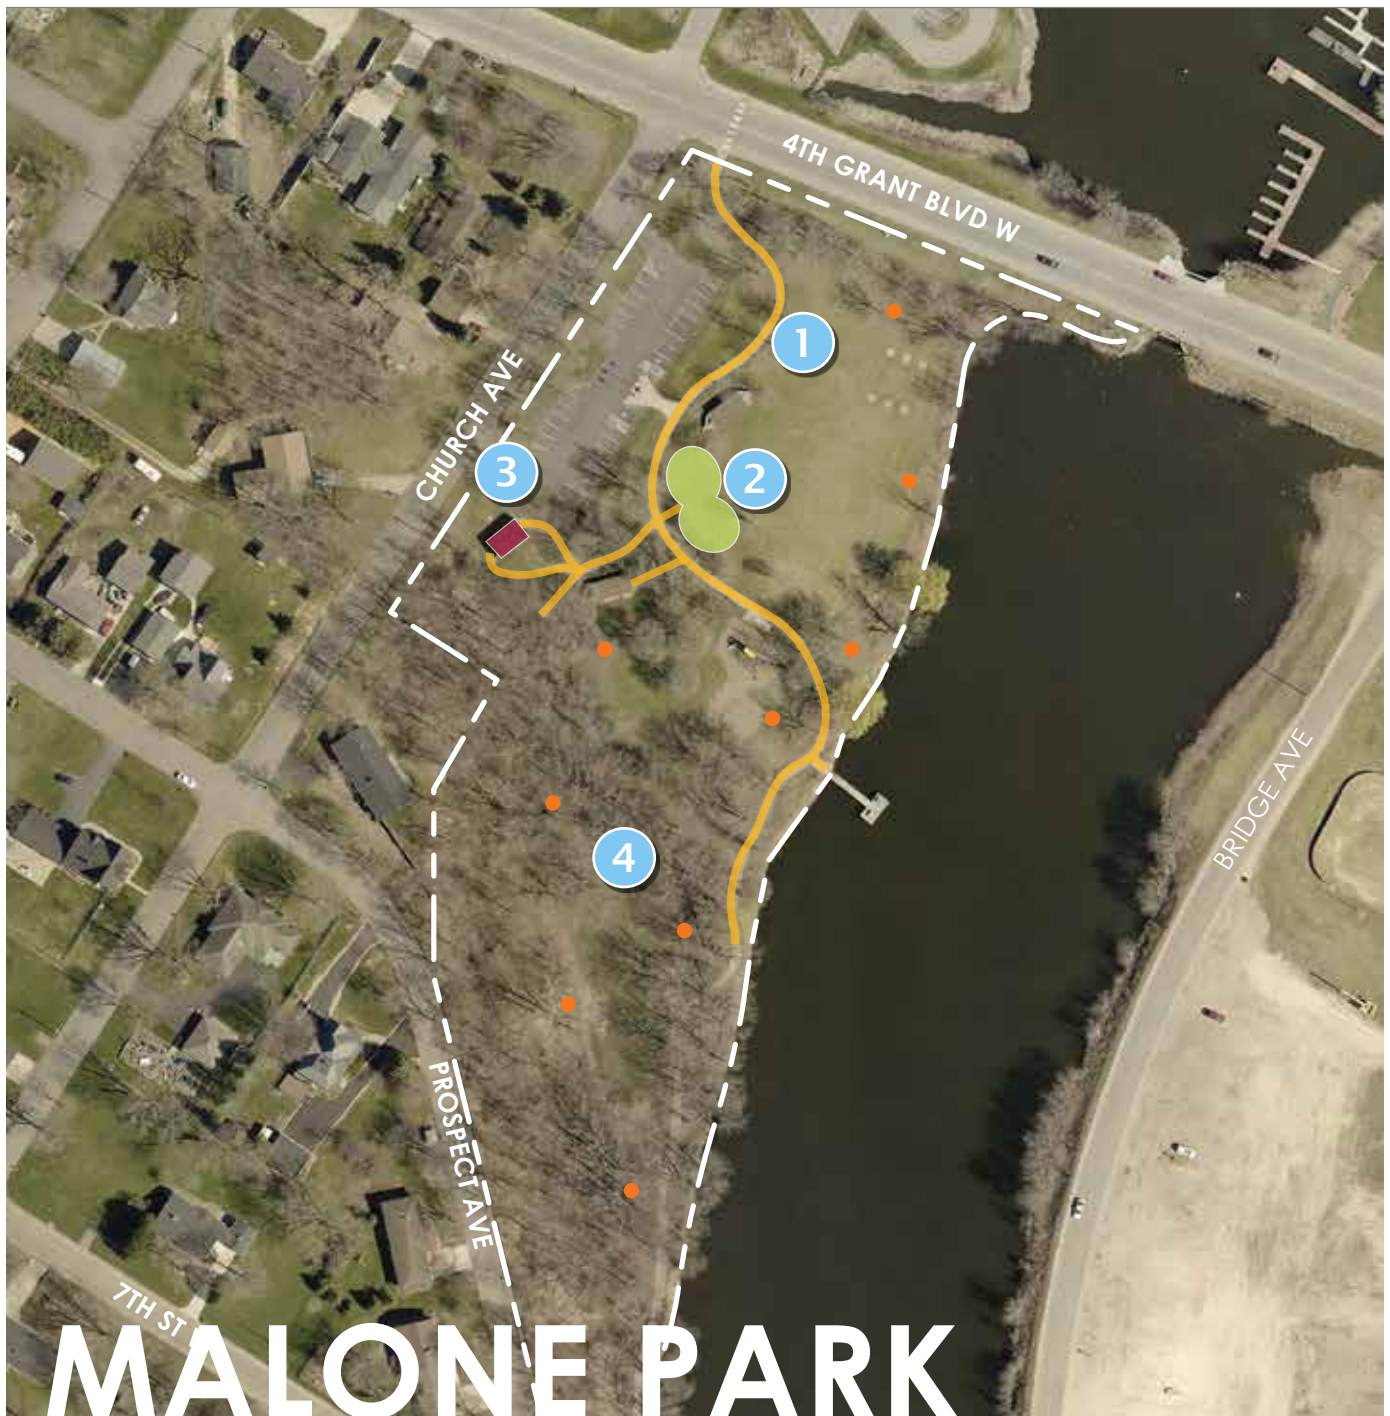 4TH GRANT BLVD W
1
CHURCH AVE
3
2
BRIDGE AVE
4
PROSPECT AVE
7TH ST
MALONE PARK